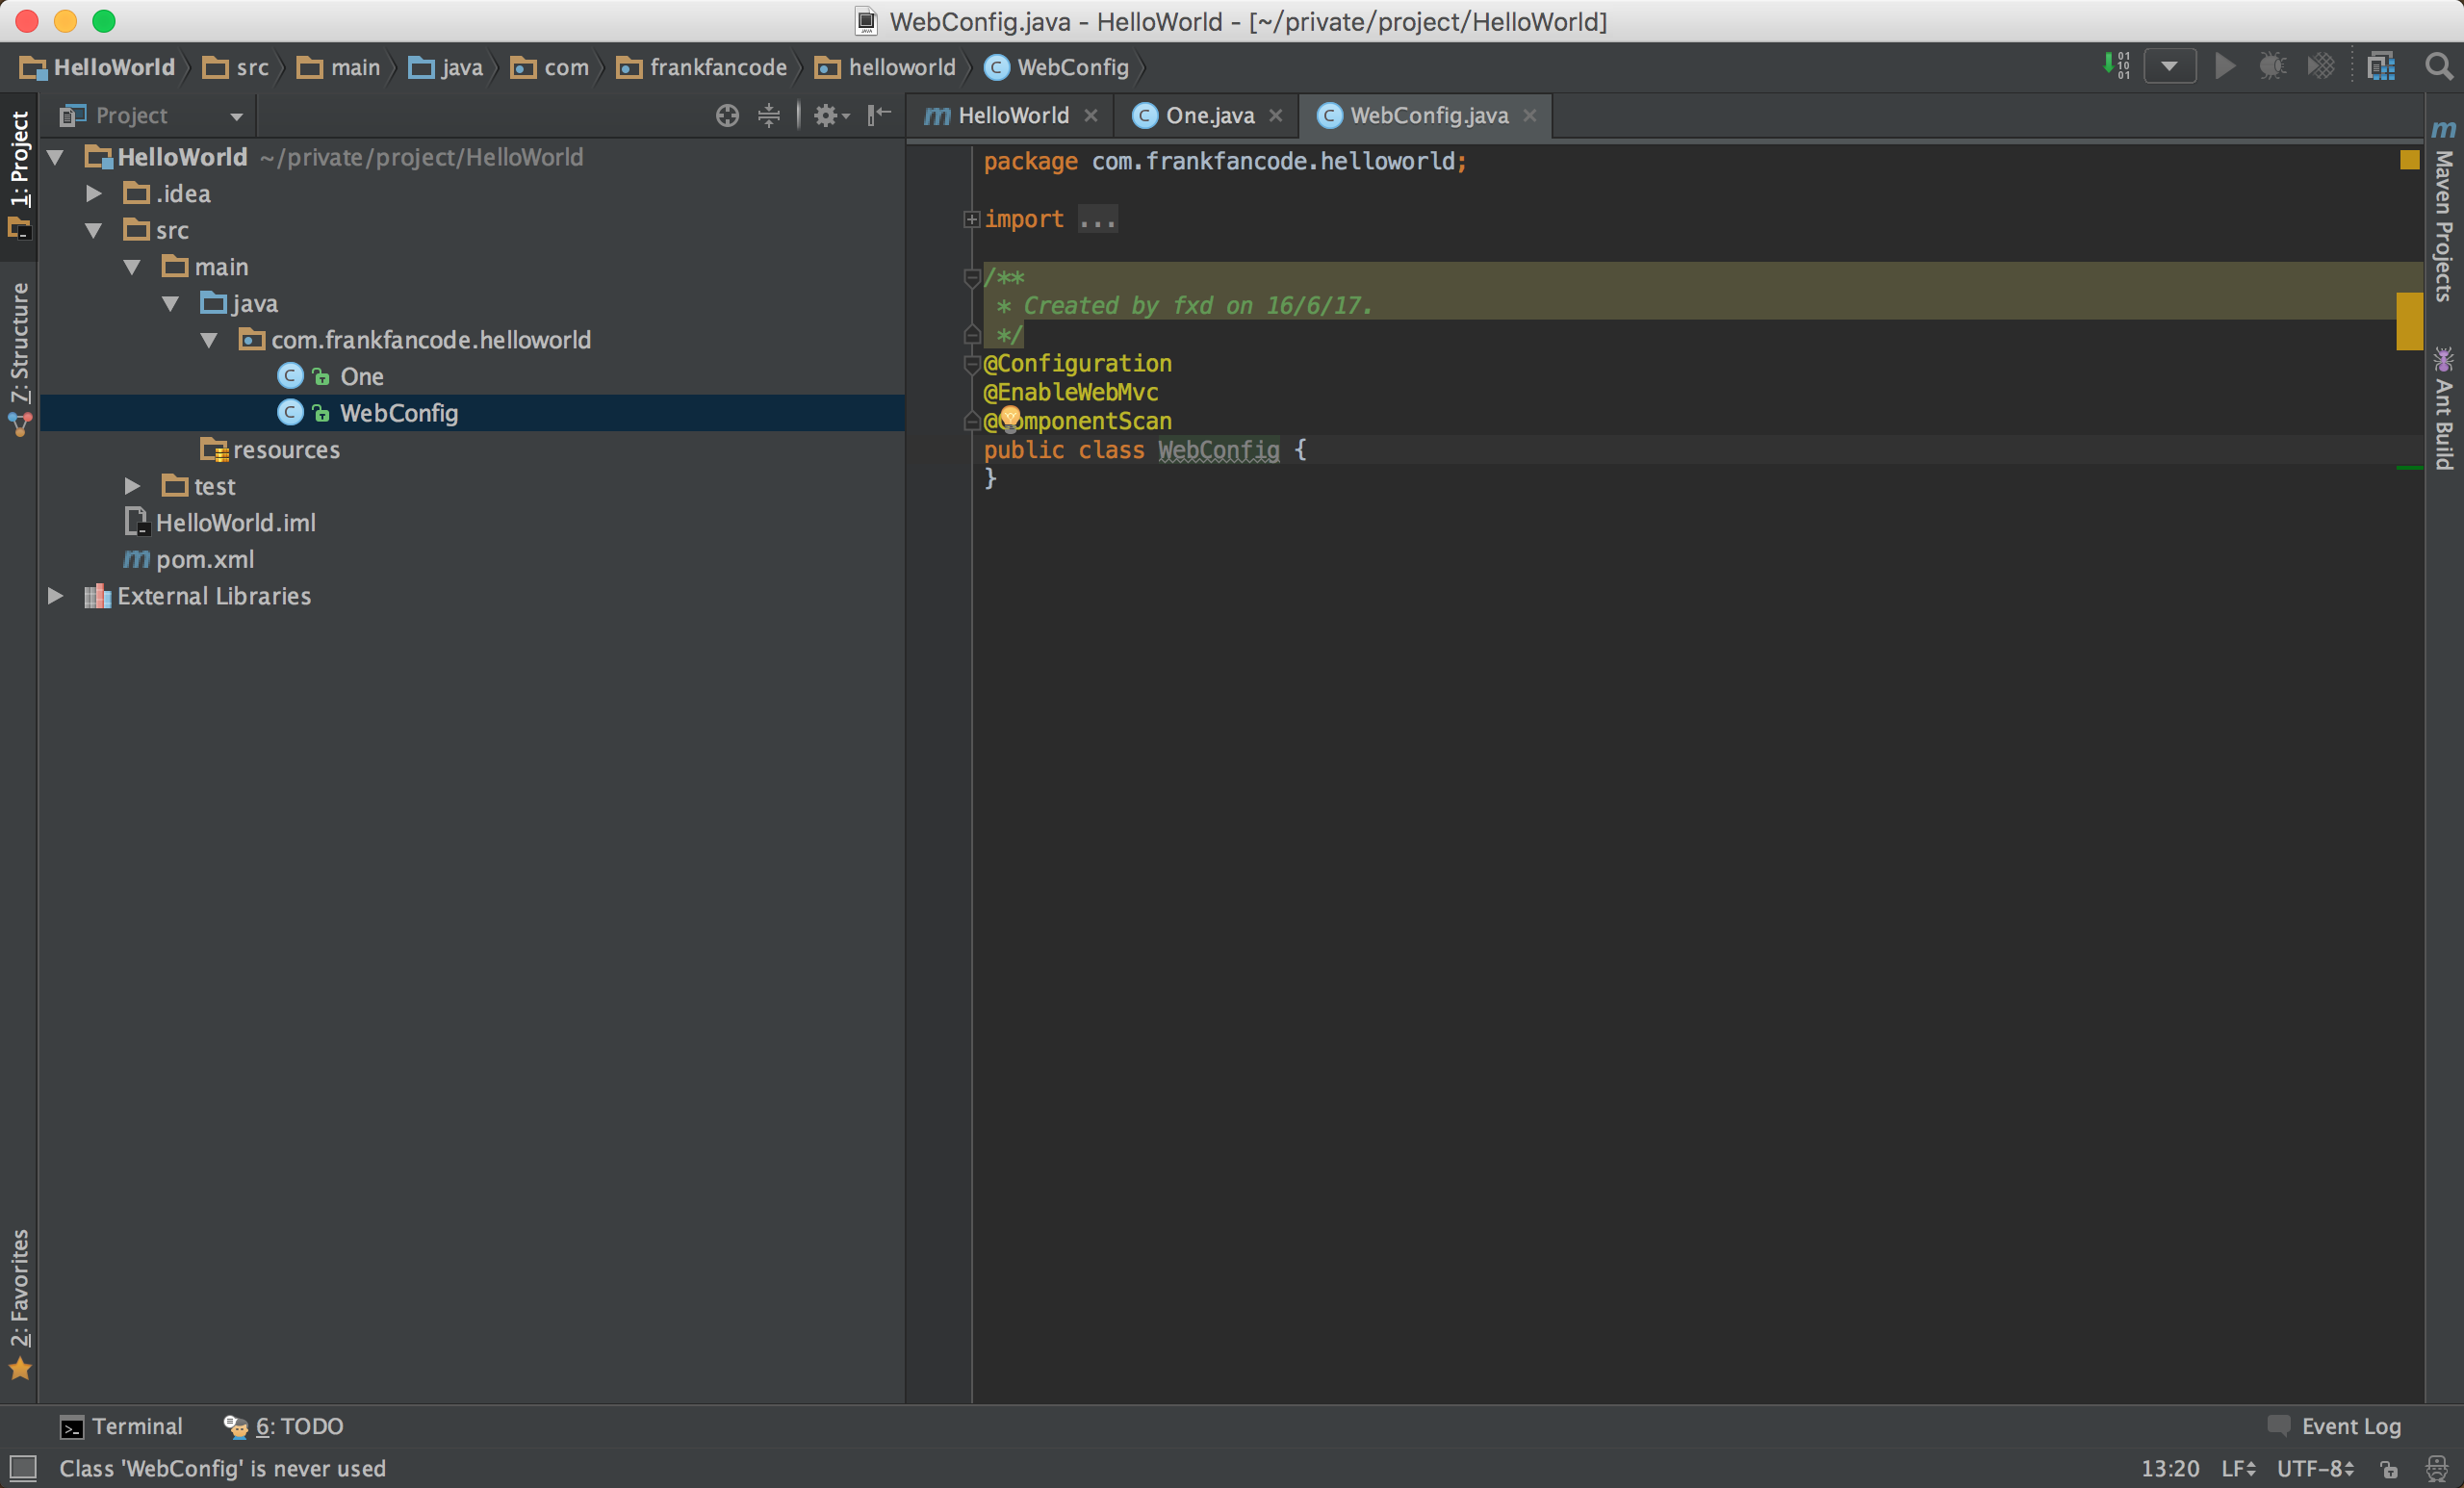 WebConfig.java - HelloWorld - [~/private/project/HelloWorld]
HelloWorld src main java com frankfancode helloworld WebConfig
Project
HelloWorld One.java WebConfig.java
1: Project
7: Structure
2: Favorites
HelloWorld ~/private/project/HelloWorld
.idea
src
main
java
com.frankfancode.helloworld
One
WebConfig
resources
test
HelloWorld.iml
pom.xml
External Libraries
package com.frankfancode.helloworld;
import ...
/**
* Created by fxd on 16/6/17.
*/
@Configuration
@EnableWebMvc
@ComponentScan
public class WebConfig {
}
Maven Projects
Ant Build
Terminal 6: TODO Event Log
Class 'WebConfig' is never used 13:20 LF UTF-8